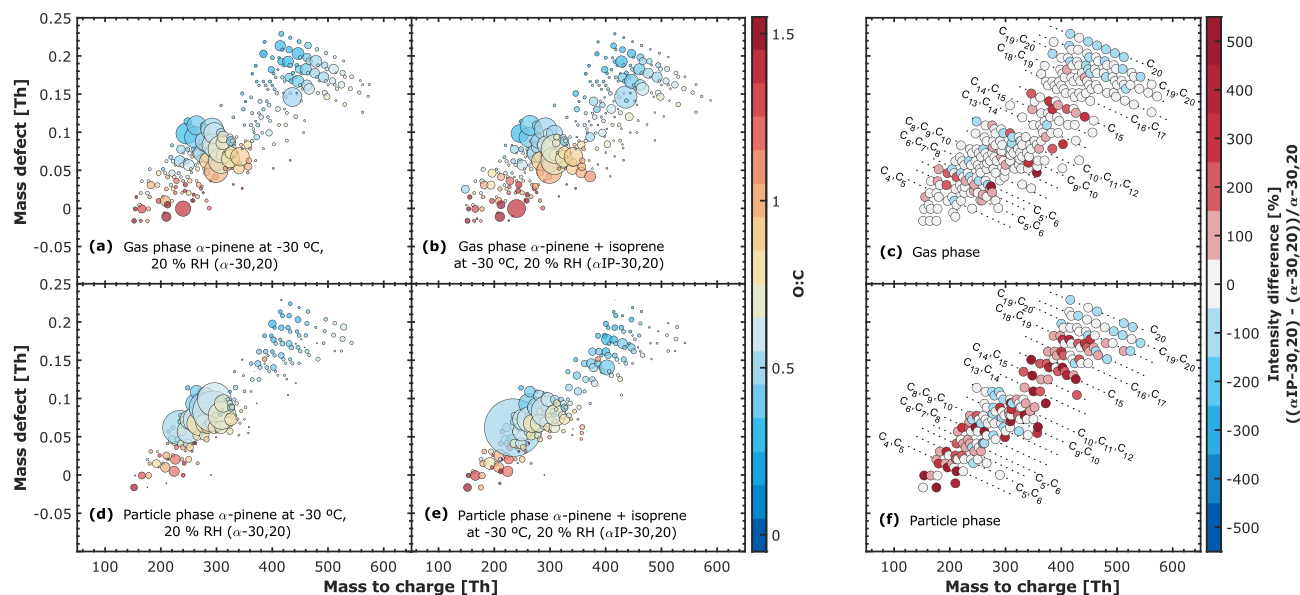 0.25
0.2
0.15
0.1
0.05
0
-0.05
Mass defect [Th]
(a) Gas phase α-pinene at -30 ºC,
20 % RH (α-30,20)
(b) Gas phase α-pinene + isoprene
at -30 ºC, 20 % RH (αIP-30,20)
0.25
0.2
0.15
0.1
0.05
0
-0.05
Mass defect [Th]
(d) Particle phase α-pinene at -30 ºC,
20 % RH (α-30,20)
(e) Particle phase α-pinene + isoprene
at -30 ºC, 20 % RH (αIP-30,20)
100 200 300 400 500 600
100 200 300 400 500 600
Mass to charge [Th]
1.5
1
0.5
0
O:C
C19,C20
C18,C19
C14,C15
C13,C14
C8,C9,C10
C6,C7,C8
C4,C5
C20
C19,C20
C16,C17
C15
C10,C11,C12
C9,C10
C5,C6
C5,C6
(c) Gas phase
C19,C20
C18,C19
C14,C15
C13,C14
C8,C9,C10
C6,C7,C8
C4,C5
C20
C19,C20
C16,C17
C15
C10,C11,C12
C9,C10
C5,C6
C5,C6
(f) Particle phase
100 200 300 400 500 600
Mass to charge [Th]
500
400
300
200
100
0
-100
-200
-300
-400
-500
Intensity difference [%]
((αIP-30,20) - (α-30,20))/α-30,20